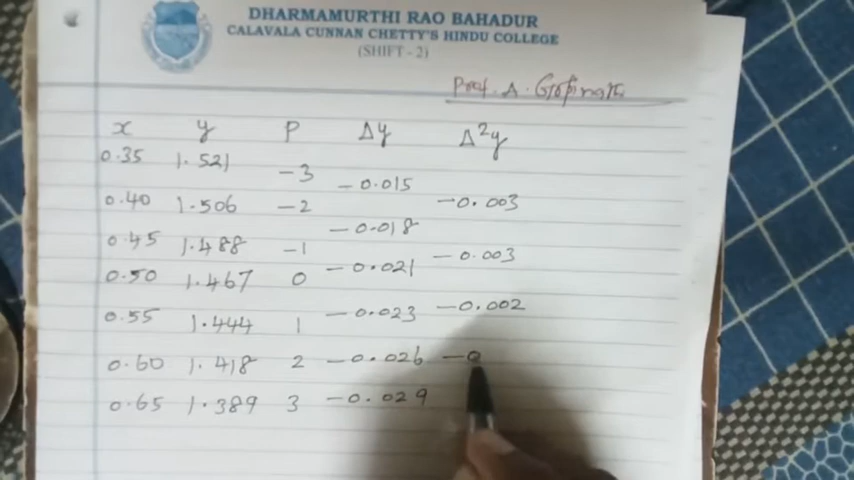 DHARMAMURTHI RAO BAHADUR
CALAVALA CUNNAN CHETTY'S HINDU COLLEGE
(SHIFT - 2)
Prof. A. Gopinath
x y P Δy Δ²y
0.35 1.521 -3
-0.015
0.40 1.506 -2 -0.003
-0.018
0.45 1.488 -1 -0.003
0.50 1.467 0 -0.021
0.55 1.444 1 -0.023 -0.002
0.60 1.418 2 -0.026 -0
0.65 1.389 3 -0.029